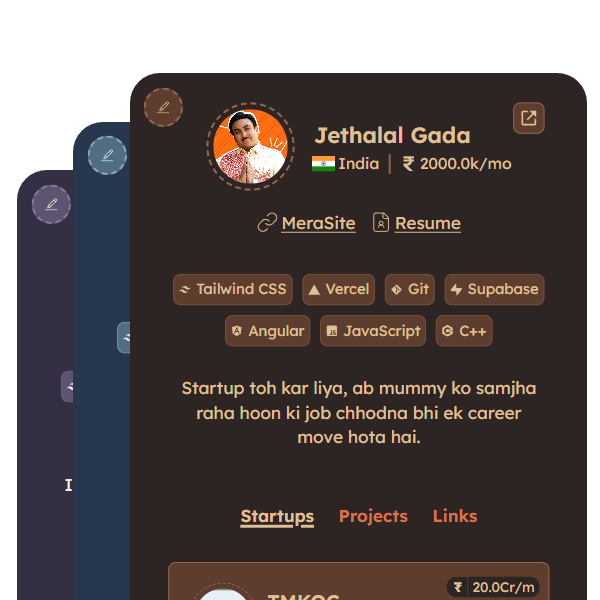 Jethalal Gada
India | ₹ 2000.0k/mo
MeraSite Resume
Tailwind CSS Vercel Git Supabase
Angular JavaScript C++
Startup toh kar liya, ab mummy ko samjha
raha hoon ki job chhodna bhi ek career
move hota hai.
Startups Projects Links
₹ 20.0Cr/m
TMKOC
I